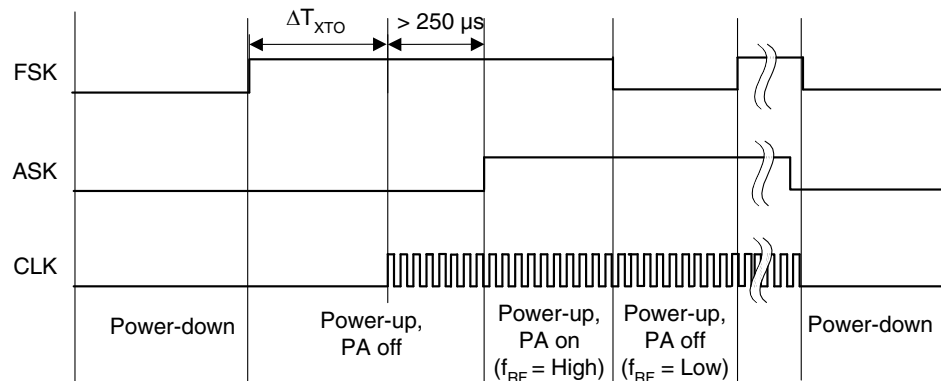 ΔT_XTO
> 250 µs
FSK
ASK
CLK
Power-down
Power-up,
PA off
Power-up,
PA on
(f_RF = High)
Power-up,
PA off
(f_RF = Low)
Power-down